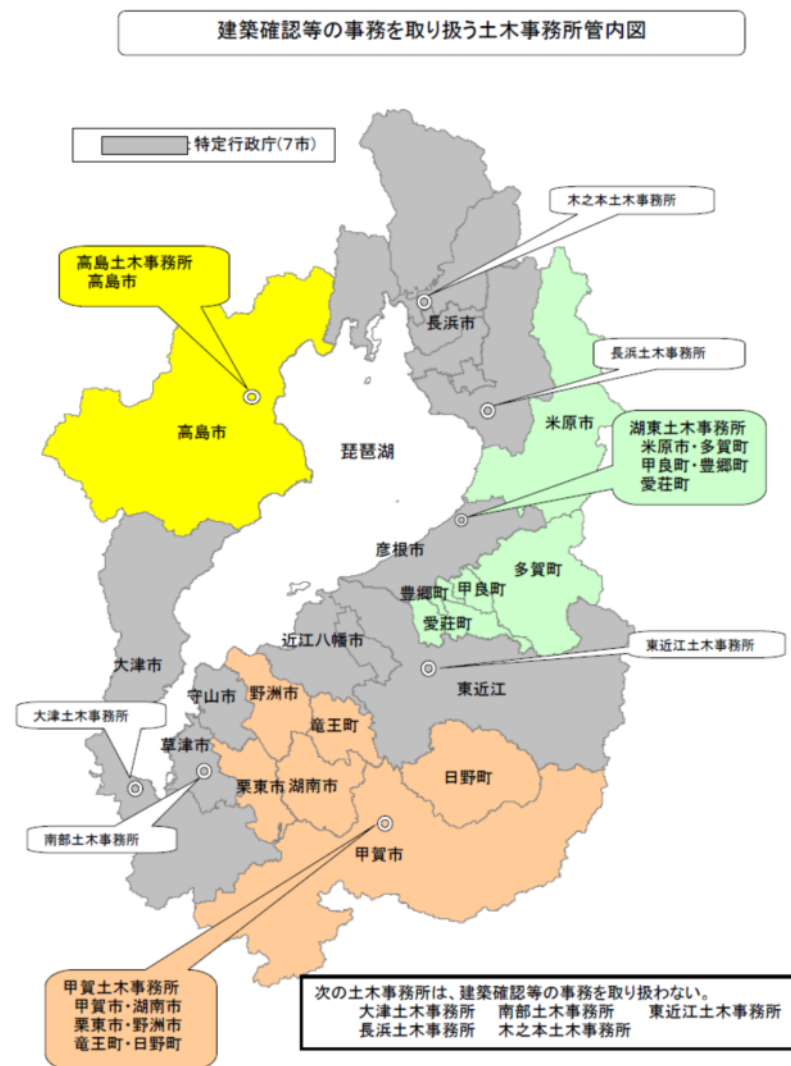 建築確認等の事務を取り扱う土木事務所管内図
:特定行政庁(7市)
木之本土木事務所
高島土木事務所
高島市
長浜市
長浜土木事務所
米原市
湖東土木事務所
米原市・多賀町
甲良町・豊郷町
愛荘町
高島市
琵琶湖
彦根市
多賀町
豊郷町
甲良町
愛荘町
近江八幡市
東近江土木事務所
大津市
東近江
守山市
野洲市
大津土木事務所
竜王町
草津市
日野町
栗東市
湖南市
南部土木事務所
甲賀市
甲賀土木事務所
甲賀市・湖南市
栗東市・野洲市
竜王町・日野町
次の土木事務所は、建築確認等の事務を取り扱わない。
大津土木事務所 南部土木事務所 東近江土木事務所
長浜土木事務所 木之本土木事務所